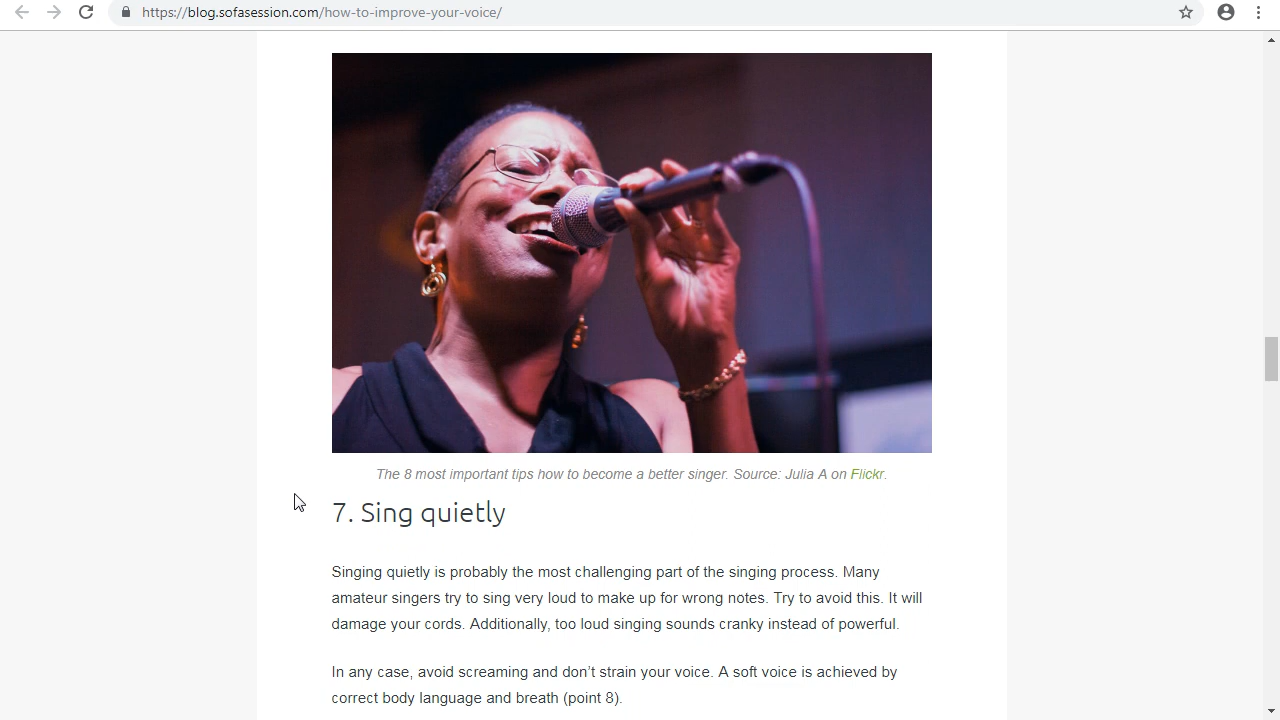 https://blog.sofasession.com/how-to-improve-your-voice/
The 8 most important tips how to become a better singer. Source: Julia A on Flickr.
7. Sing quietly
Singing quietly is probably the most challenging part of the singing process. Many
amateur singers try to sing very loud to make up for wrong notes. Try to avoid this. It will
damage your cords. Additionally, too loud singing sounds cranky instead of powerful.
In any case, avoid screaming and don’t strain your voice. A soft voice is achieved by
correct body language and breath (point 8).